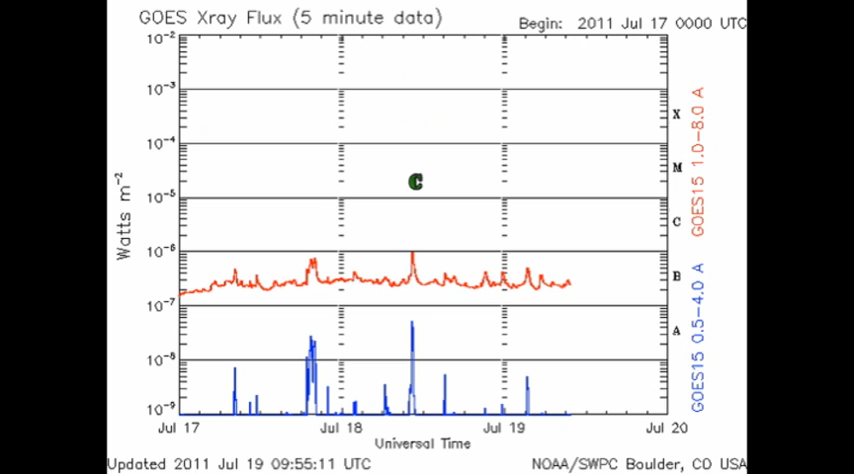 GOES Xray Flux (5 minute data)
Begin: 2011 Jul 17 0000 UTC
10-2
10-3
10-4
10-5
10-6
10-7
10-8
10-9
Watts m-2
C
X
M
C
B
A
GOES15 1.0-8.0 A
GOES15 0.5-4.0 A
Jul 17
Jul 18
Jul 19
Jul 20
Universal Time
Updated 2011 Jul 19 09:55:11 UTC
NOAA/SWPC Boulder, CO USA